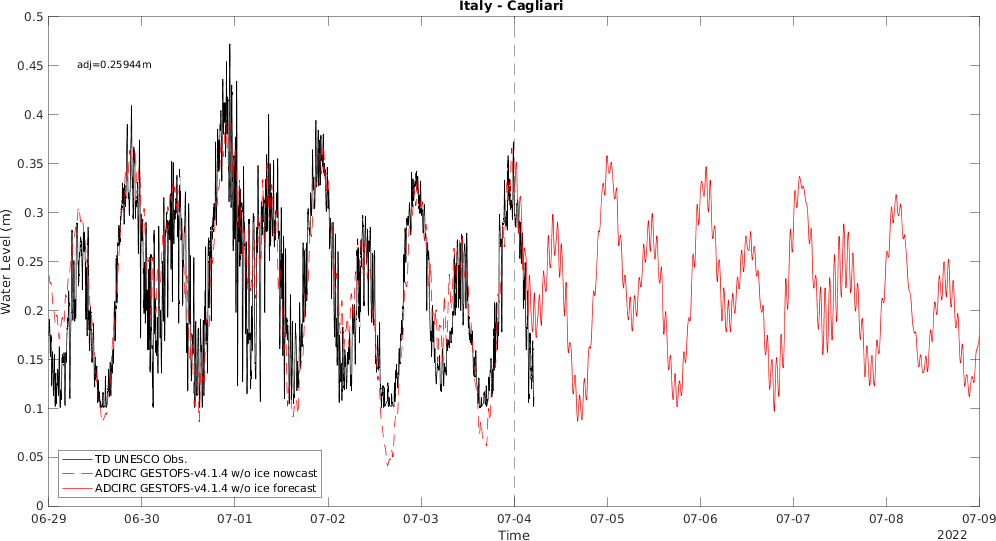 Italy - Cagliari
0.5
0.45
0.4
0.35
0.3
0.25
0.2
0.15
0.1
0.05
0
Water Level (m)
adj=0.25944m
TD UNESCO Obs.
ADCIRC GESTOFS-v4.1.4 w/o ice nowcast
ADCIRC GESTOFS-v4.1.4 w/o ice forecast
06-29 06-30 07-01 07-02 07-03 07-04 07-05 07-06 07-07 07-08 07-09
Time
2022